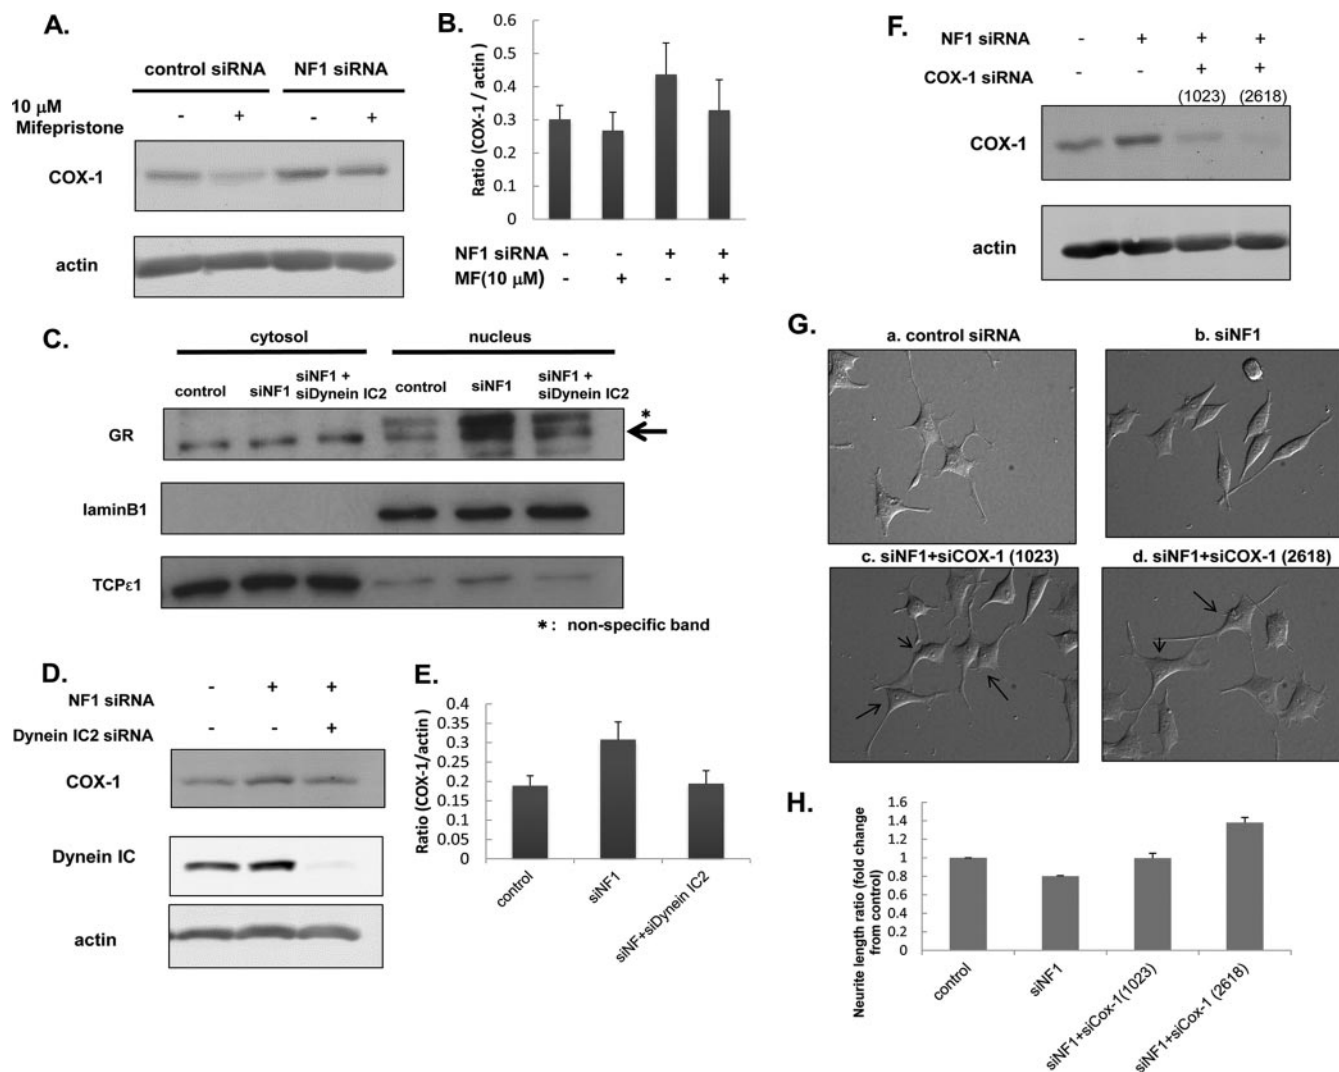 A.
control siRNA NF1 siRNA
10 μM
Mifepristone - + - +
COX-1
actin
B.
Ratio (COX-1 / actin )
0.6
0.5
0.4
0.3
0.2
0.1
0
NF1 siRNA - - + +
MF(10 μM) - + - +
C.
cytosol nucleus
control siNF1 siNF1 +
siDynein IC2
control siNF1 siNF1 +
siDynein IC2
GR
*
laminB1
TCPε1
* : non-specific band
D.
NF1 siRNA - + +
Dynein IC2 siRNA - - +
COX-1
Dynein IC
actin
E.
Ratio (COX-1/actin)
0.4
0.35
0.3
0.25
0.2
0.15
0.1
0.05
0
control
siNF1
siNF+siDynein IC2
F.
NF1 siRNA - + + +
COX-1 siRNA - - + +
(1023) (2618)
COX-1
actin
G.
a. control siRNA
b. siNF1
c. siNF1+siCOX-1 (1023)
d. siNF1+siCOX-1 (2618)
H.
Neurite length ratio (fold change
from control)
1.6
1.4
1.2
1
0.8
0.6
0.4
0.2
0
control
siNF1
siNF1+siCox-1(1023)
siNF1+siCox-1 (2618)